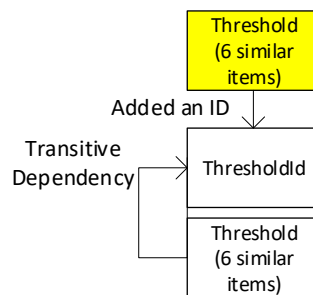 Threshold
(6 similar
items)
Added an ID
Transitive
Dependency
ThresholdId
Threshold
(6 similar
items)